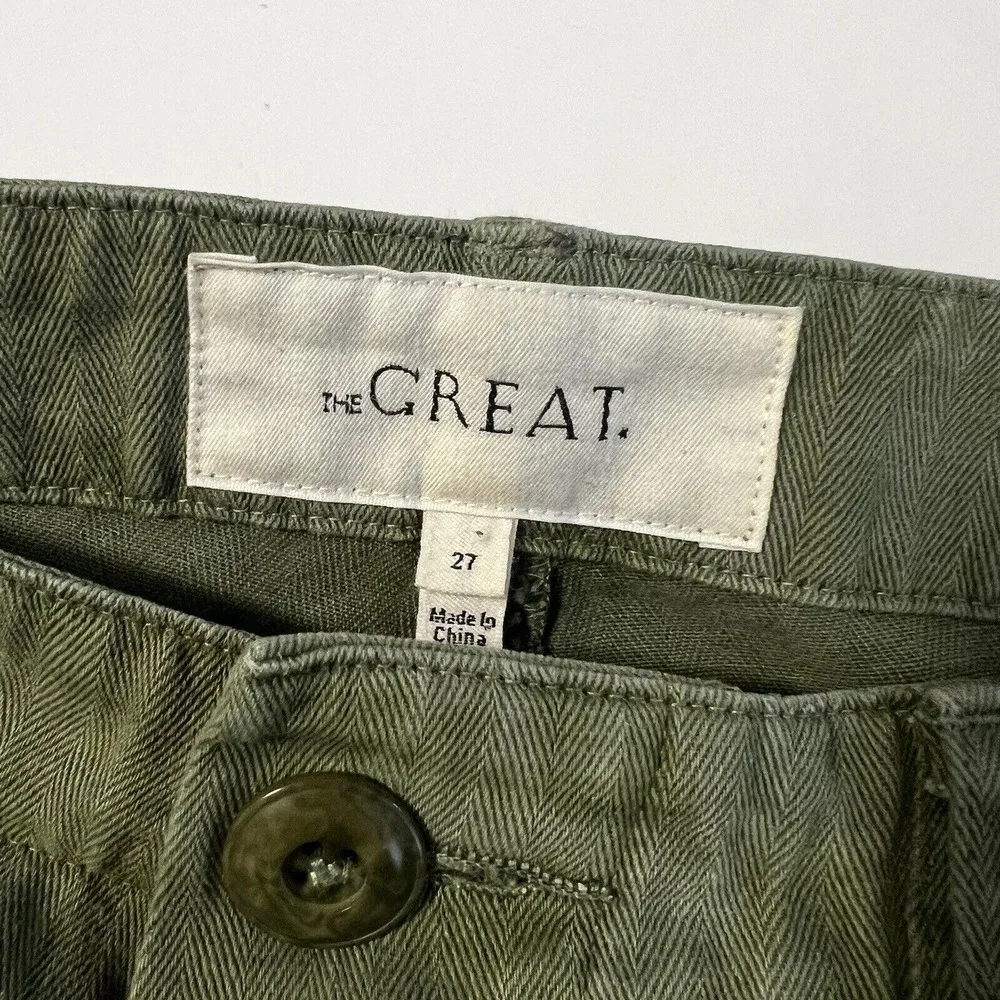 THE GREAT.
27
Made In
China